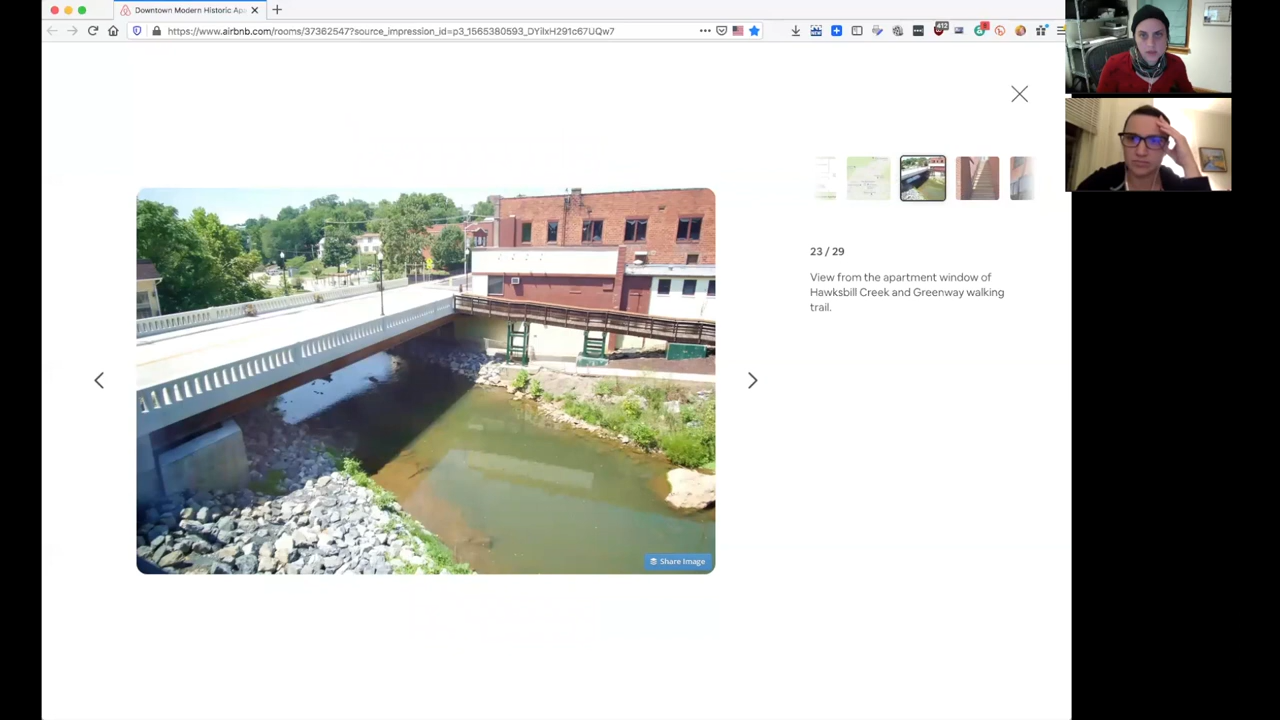 Downtown Modern Historic Apa
https://www.airbnb.com/rooms/37362547?source_impression_id=p3_1565380593_DYilxH291c67UQw7
23 / 29
View from the apartment window of
Hawksbill Creek and Greenway walking
trail.
Share Image